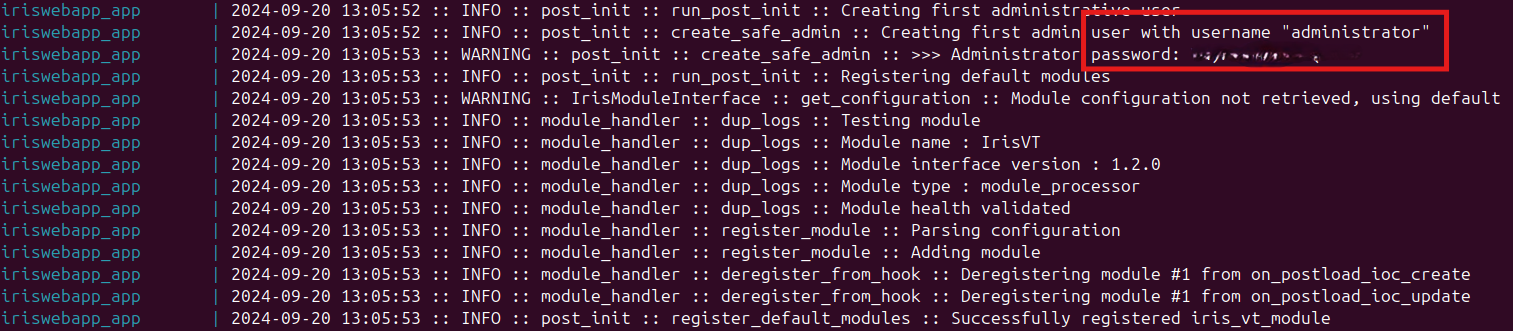 iriswebapp_app | 2024-09-20 13:05:52 :: INFO :: post_init :: run_post_init :: Creating first administrative user
iriswebapp_app | 2024-09-20 13:05:52 :: INFO :: post_init :: create_safe_admin :: Creating first admin user with username "administrator"
iriswebapp_app | 2024-09-20 13:05:53 :: WARNING :: post_init :: create_safe_admin :: >>> Administrator password:
iriswebapp_app | 2024-09-20 13:05:53 :: INFO :: post_init :: run_post_init :: Registering default modules
iriswebapp_app | 2024-09-20 13:05:53 :: WARNING :: IrisModuleInterface :: get_configuration :: Module configuration not retrieved, using default
iriswebapp_app | 2024-09-20 13:05:53 :: INFO :: module_handler :: dup_logs :: Testing module
iriswebapp_app | 2024-09-20 13:05:53 :: INFO :: module_handler :: dup_logs :: Module name : IrisVT
iriswebapp_app | 2024-09-20 13:05:53 :: INFO :: module_handler :: dup_logs :: Module interface version : 1.2.0
iriswebapp_app | 2024-09-20 13:05:53 :: INFO :: module_handler :: dup_logs :: Module type : module_processor
iriswebapp_app | 2024-09-20 13:05:53 :: INFO :: module_handler :: dup_logs :: Module health validated
iriswebapp_app | 2024-09-20 13:05:53 :: INFO :: module_handler :: register_module :: Parsing configuration
iriswebapp_app | 2024-09-20 13:05:53 :: INFO :: module_handler :: register_module :: Adding module
iriswebapp_app | 2024-09-20 13:05:53 :: INFO :: module_handler :: deregister_from_hook :: Deregistering module #1 from on_postload_ioc_create
iriswebapp_app | 2024-09-20 13:05:53 :: INFO :: module_handler :: deregister_from_hook :: Deregistering module #1 from on_postload_ioc_update
iriswebapp_app | 2024-09-20 13:05:53 :: INFO :: post_init :: register_default_modules :: Successfully registered iris_vt_module